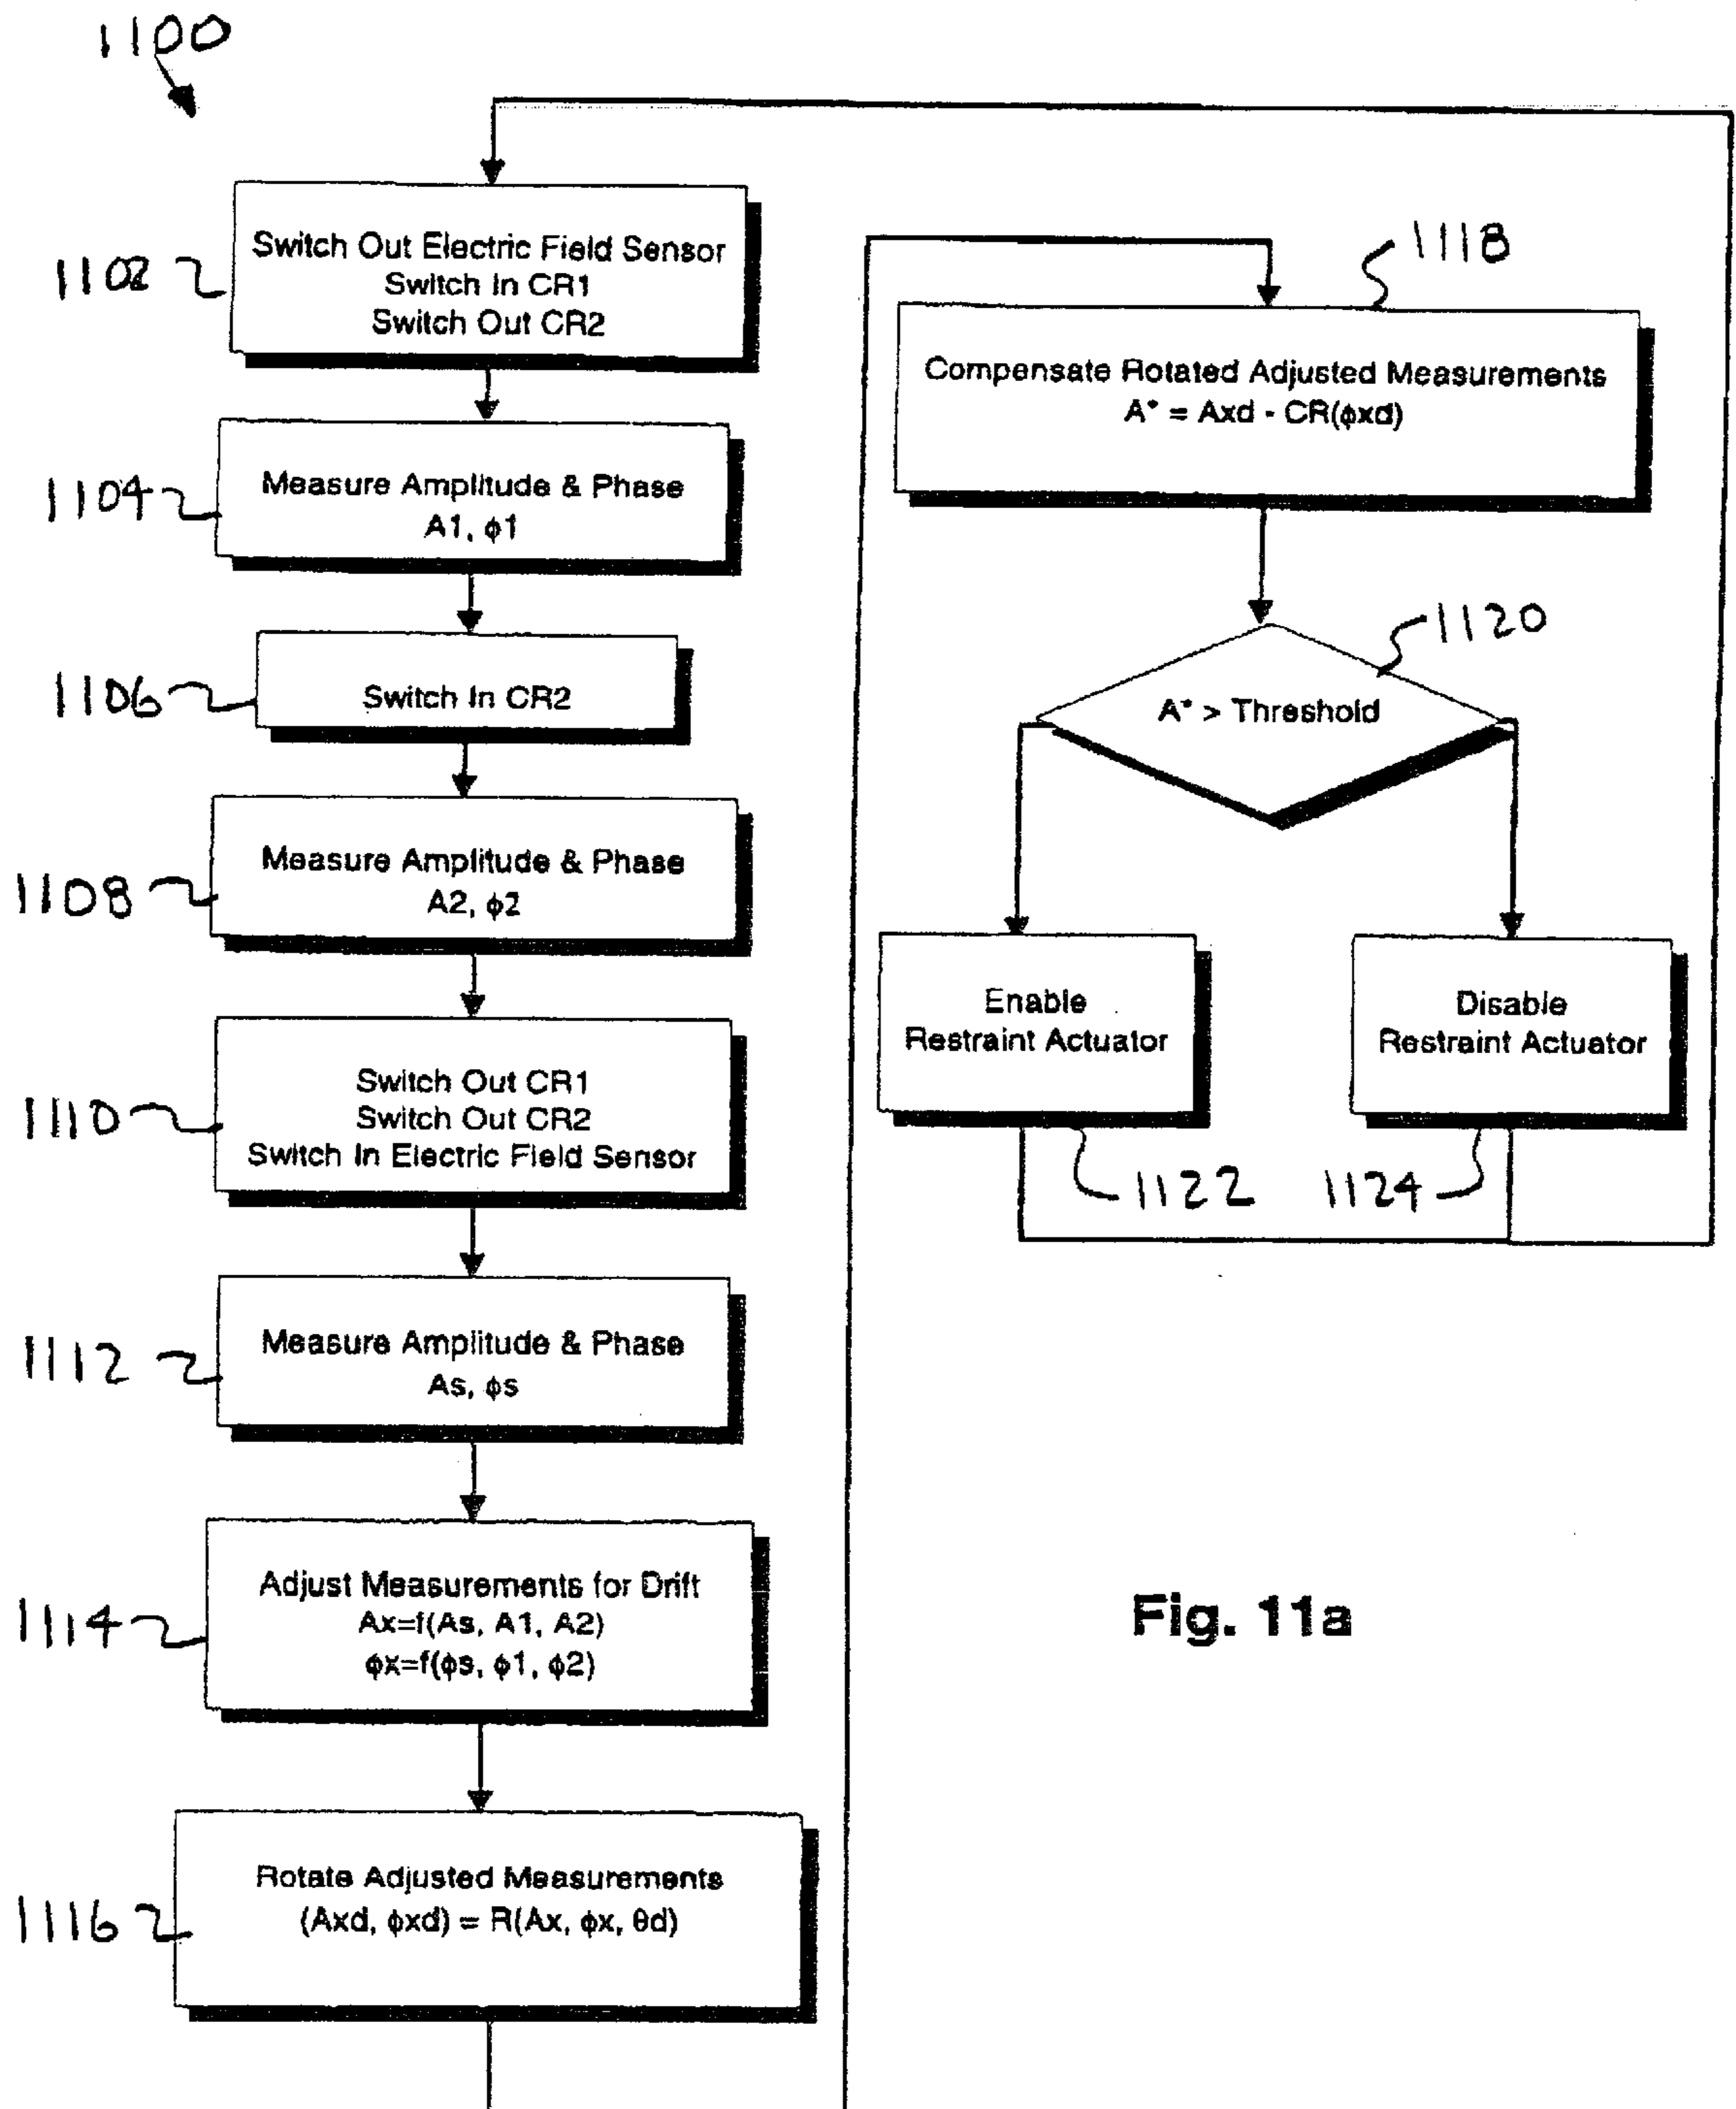 1100
1102
Switch Out Electric Field Sensor
Switch In CR1
Switch Out CR2
1104
Measure Amplitude & Phase
A1, ϕ1
1106
Switch In CR2
1108
Measure Amplitude & Phase
A2, ϕ2
1110
Switch Out CR1
Switch Out CR2
Switch In Electric Field Sensor
1112
Measure Amplitude & Phase
As, ϕs
1114
Adjust Measurements for Drift
Ax=f(As, A1, A2)
ϕx=f(ϕs, ϕ1, ϕ2)
1116
Rotate Adjusted Measurements
(Axd, ϕxd) = R(Ax, ϕx, θd)
1118
Compensate Rotated Adjusted Measurements
A* = Axd - CR(ϕxd)
1120
A* > Threshold
Enable
Restraint Actuator
1122
Disable
Restraint Actuator
1124
Fig. 11a